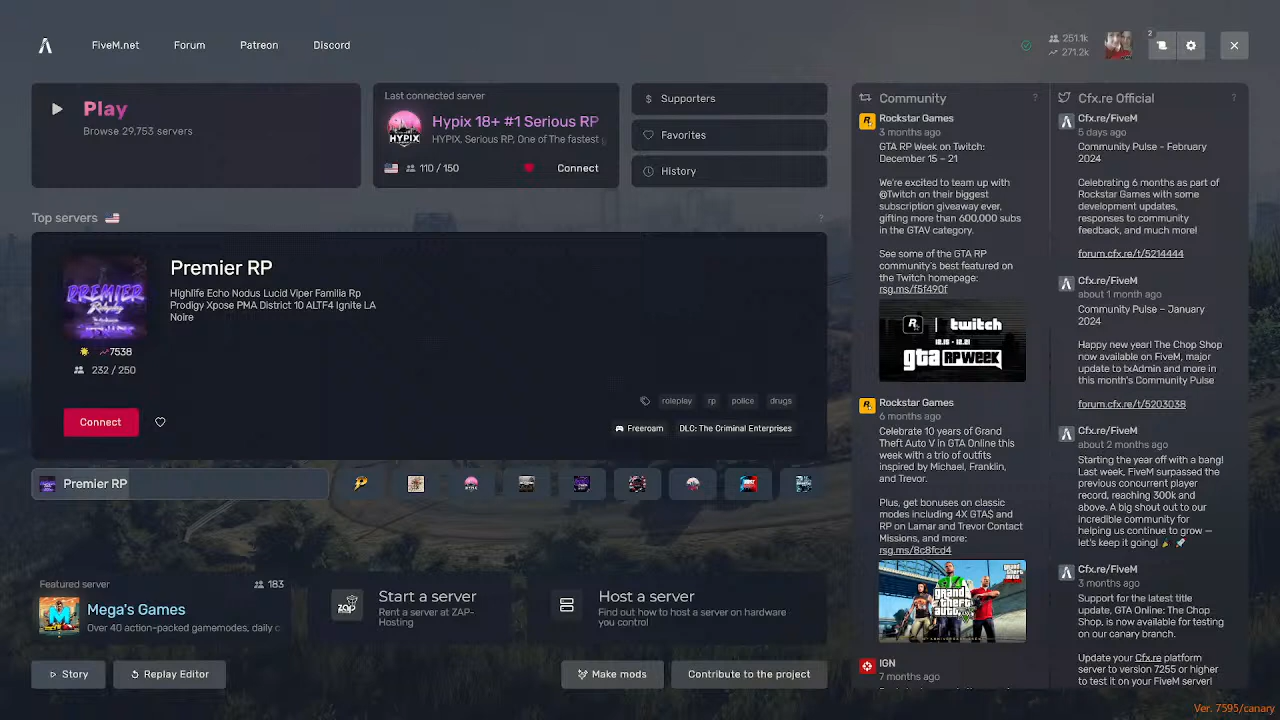 FiveM.net
Forum
Patreon
Discord
251.1k
271.2k
2
Play
Browse 29,753 servers
Last connected server
Hypix 18+ #1 Serious RP
HYPIX, Serious RP, One of The fastest g
HYPIX
110 / 150
Connect
Supporters
Favorites
History
Top servers
?
PREMIER
Roleplay
Premier RP
Highlife Echo Nodus Lucid Viper Familia Rp
Prodigy Xpose PMA District 10 ALTF4 Ignite LA
Noire
7538
232 / 250
Connect
roleplay
rp
police
drugs
Freeroam
DLC: The Criminal Enterprises
Premier RP
Featured server
183
Mega's Games
Over 40 action-packed gamemodes, daily c
ZAP
Start a server
Rent a server at ZAP-
Hosting
Host a server
Find out how to host a server on hardware
you control
Story
Replay Editor
Make mods
Contribute to the project
Community
?
Rockstar Games
3 months ago
GTA RP Week on Twitch:
December 15 – 21
We're excited to team up with
@Twitch on their biggest
subscription giveaway ever,
gifting more than 600,000 subs
in the GTAV category.
See some of the GTA RP
community's best featured on
the Twitch homepage:
rsg.ms/f5f490f
R* | twitch
12.15 - 12.21
gta RP WEEK
Rockstar Games
6 months ago
Celebrate 10 years of Grand
Theft Auto V in GTA Online this
week with a trio of outfits
inspired by Michael, Franklin,
and Trevor.
Plus, get bonuses on classic
modes including 4X GTA$ and
RP on Lamar and Trevor Contact
Missions, and more:
rsg.ms/8c8fcd4
grand
theft
auto
IGN
7 months ago
Cfx.re Official
?
Cfx.re/FiveM
5 days ago
Community Pulse – February
2024
Celebrating 6 months as part of
Rockstar Games with some
development updates,
responses to community
feedback, and much more!
forum.cfx.re/t/5214444
Cfx.re/FiveM
about 1 month ago
Community Pulse – January
2024
Happy new year! The Chop Shop
now available on FiveM, major
update to txAdmin and more in
this month's Community Pulse
forum.cfx.re/t/5203038
Cfx.re/FiveM
about 2 months ago
Starting the year off with a bang!
Last week, FiveM surpassed the
previous concurrent player
record, reaching 300k and
above. A big shout out to our
incredible community for
helping us continue to grow —
let's keep it going! 🎉 🚀
Cfx.re/FiveM
3 months ago
Support for the latest title
update, GTA Online: The Chop
Shop, is now available for testing
on our canary branch.
Update your Cfx.re platform
server to version 7255 or higher
to test it on your FiveM server!
Ver. 7595/canary